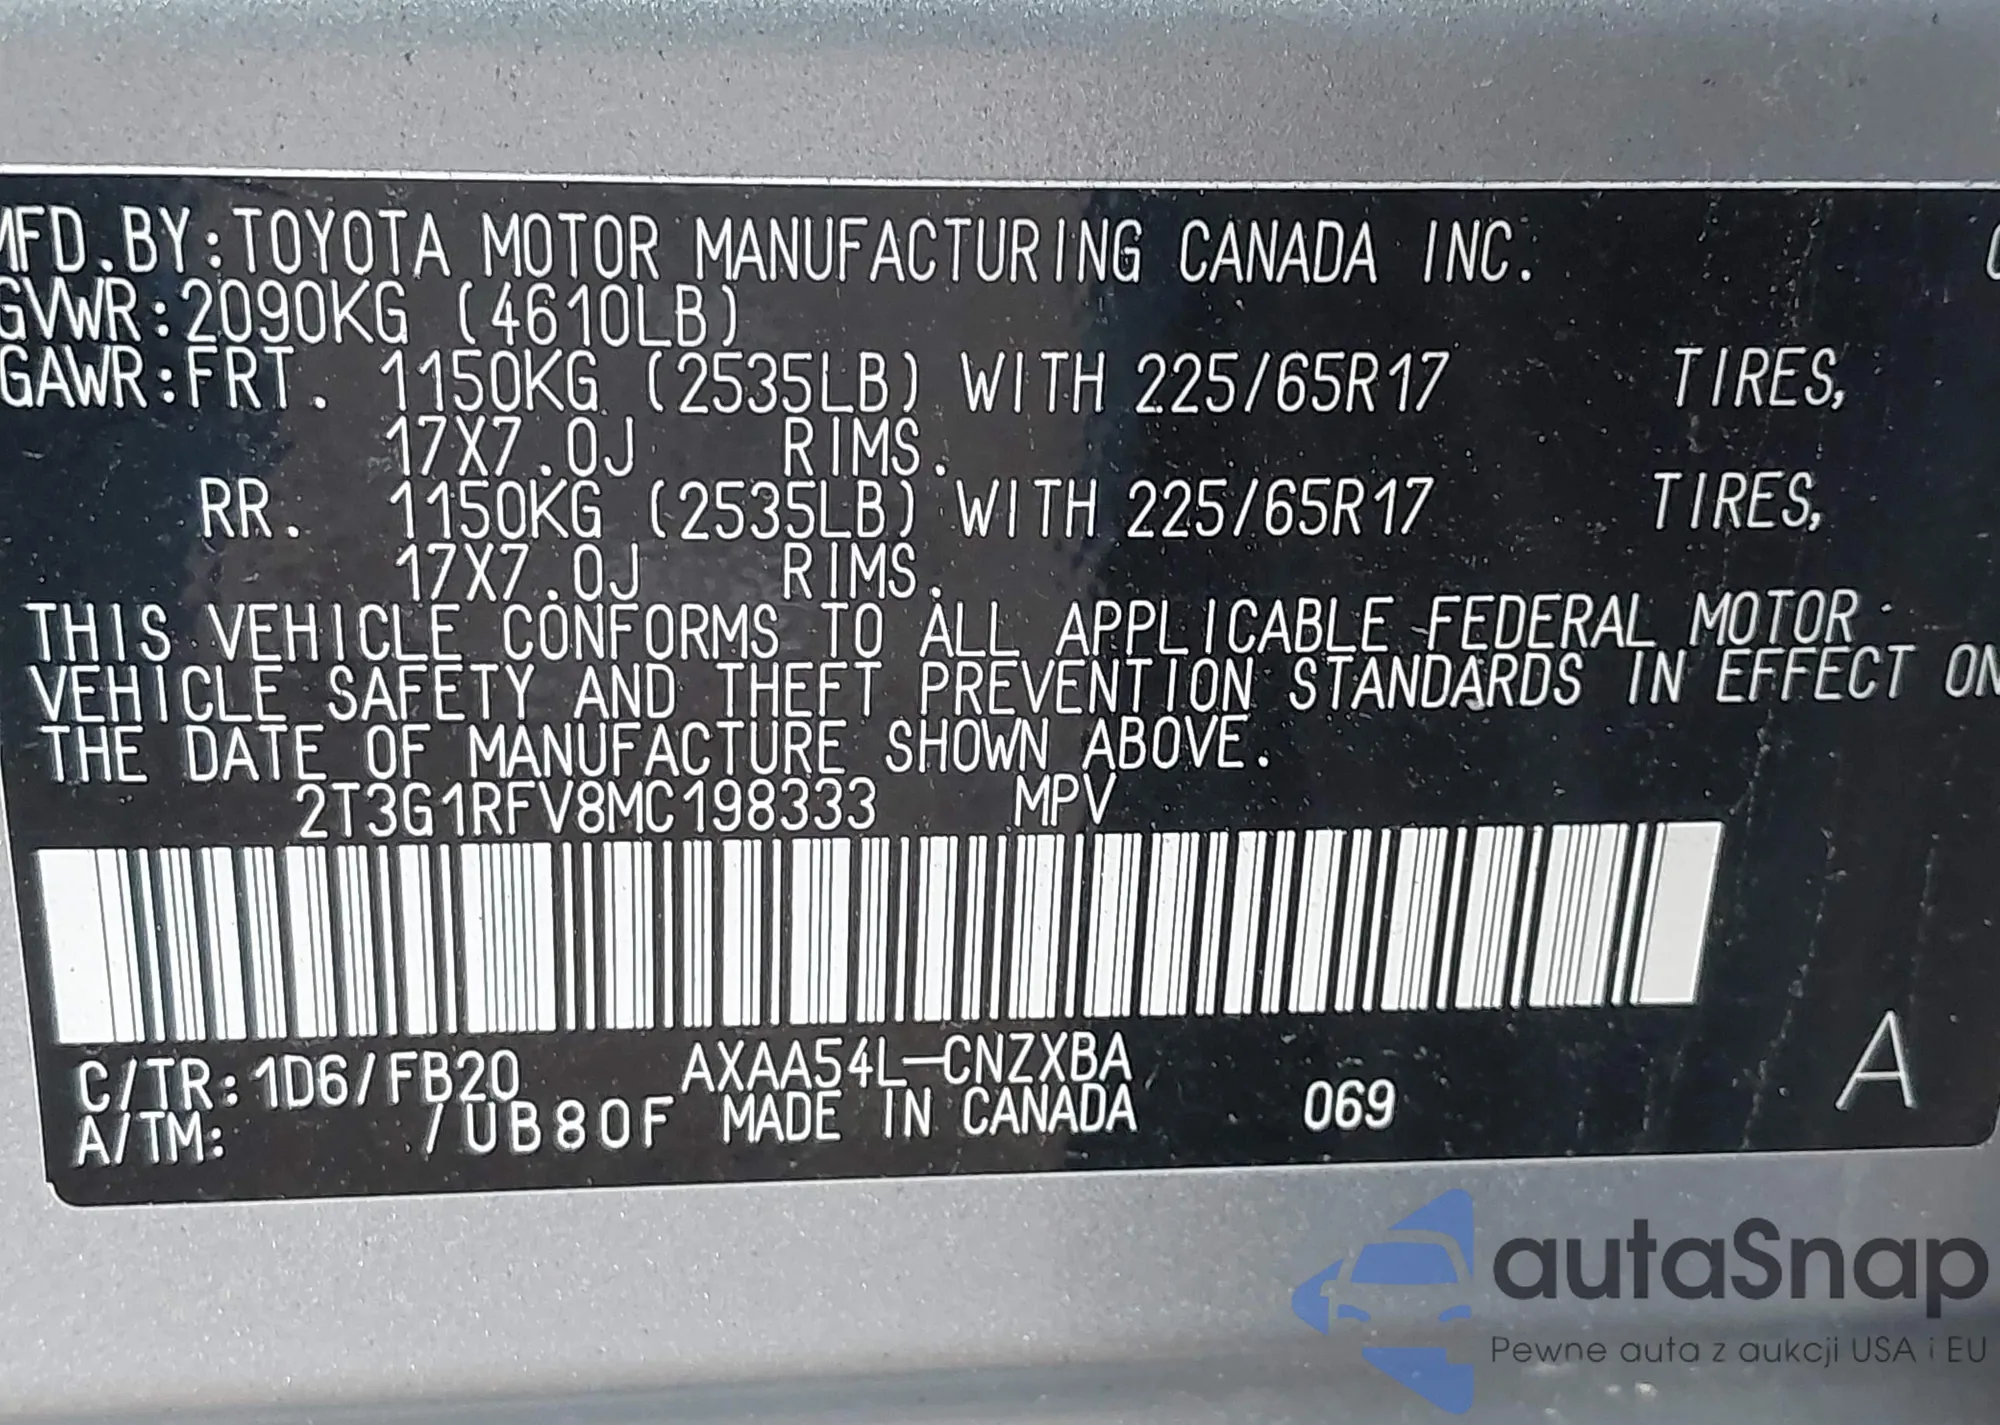 MFD.BY:TOYOTA MOTOR MANUFACTURING CANADA INC.
GVWR:2090KG (4610LB)
GAWR:FRT. 1150KG (2535LB) WITH 225/65R17 TIRES,
17X7.0J RIMS.
RR. 1150KG (2535LB) WITH 225/65R17 TIRES,
17X7.0J RIMS.
THIS VEHICLE CONFORMS TO ALL APPLICABLE FEDERAL MOTOR
VEHICLE SAFETY AND THEFT PREVENTION STANDARDS IN EFFECT ON
THE DATE OF MANUFACTURE SHOWN ABOVE.
2T3G1RFV8MC198333 MPV
C/TR:1D6/FB20 AXAA54L-CNZXBA
A/TM: /UB80F MADE IN CANADA 069 A
autaSnap
Pewne auta z aukcji USA i EU